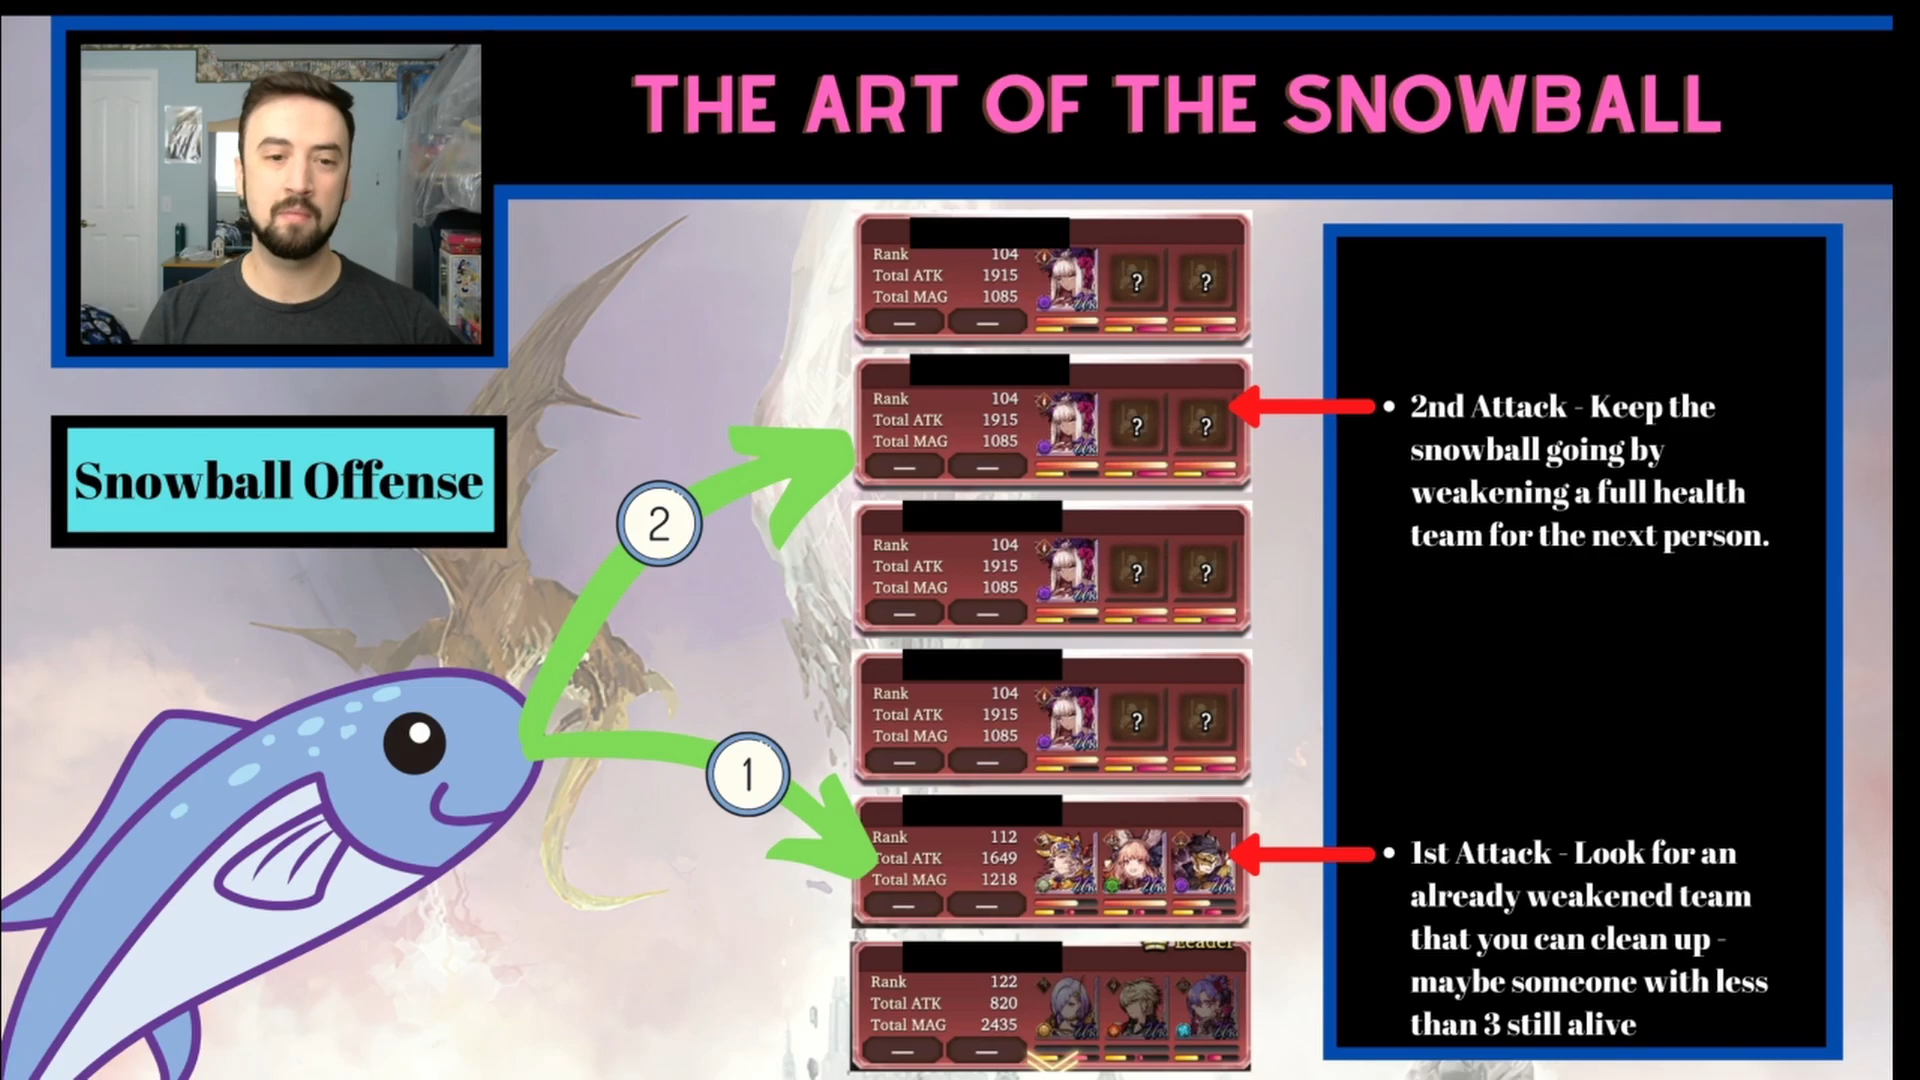 THE ART OF THE SNOWBALL
Snowball Offense
Rank 104
Total ATK 1915
Total MAG 1085
? ?
— —
Rank 104
Total ATK 1915
Total MAG 1085
? ?
— —
Rank 104
Total ATK 1915
Total MAG 1085
? ?
— —
Rank 104
Total ATK 1915
Total MAG 1085
? ?
— —
Rank 112
Total ATK 1649
Total MAG 1218
— —
Leader
Rank 122
Total ATK 820
Total MAG 2435
— —
2
1
• 2nd Attack - Keep the
snowball going by
weakening a full health
team for the next person.
• 1st Attack - Look for an
already weakened team
that you can clean up -
maybe someone with less
than 3 still alive